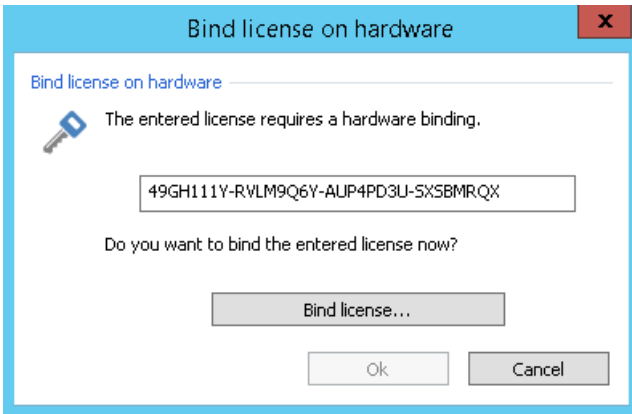 Bind license on hardware
x
Bind license on hardware
The entered license requires a hardware binding.
49GH111Y-RVLM9Q6Y-AUP4PD3U-SXSBMRQX
Do you want to bind the entered license now?
Bind license...
Ok
Cancel